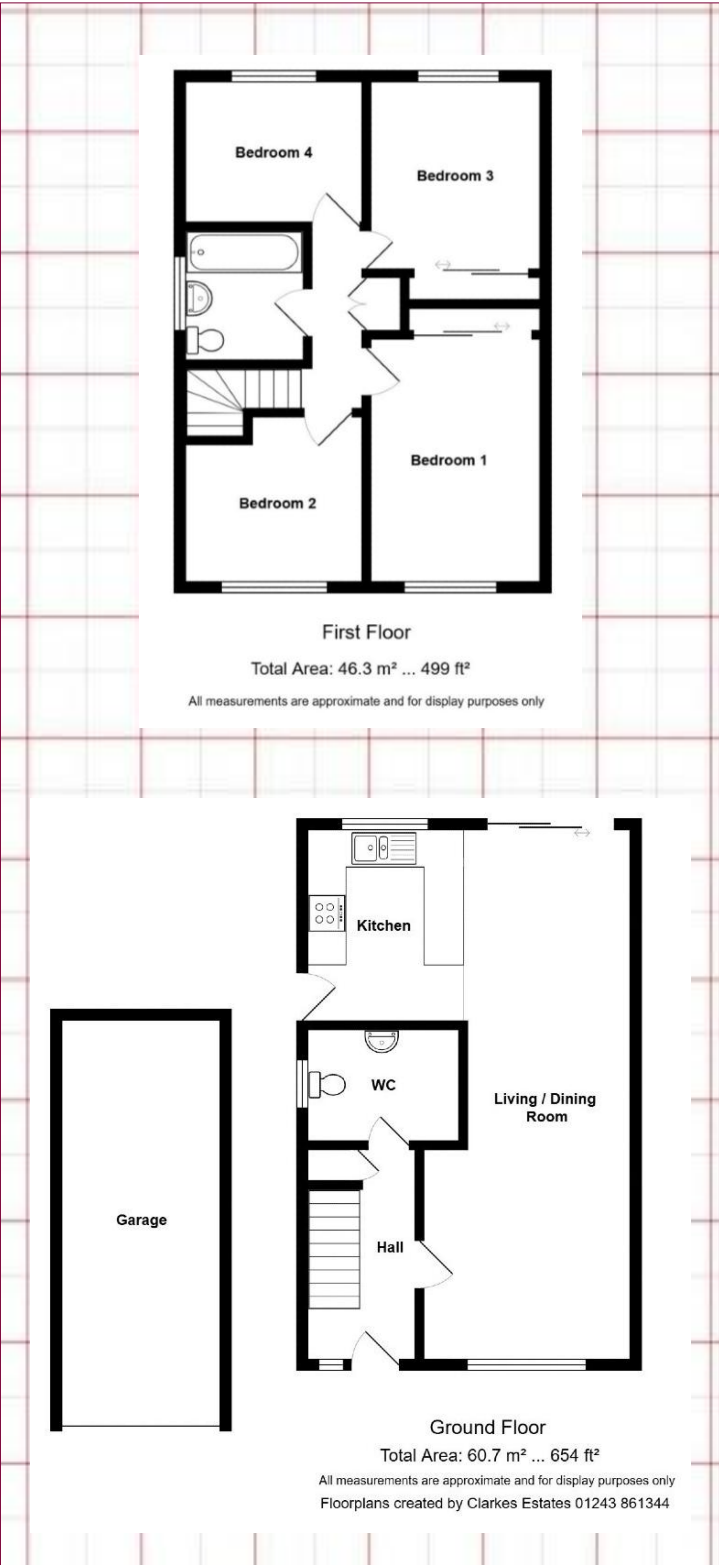 Bedroom 4
Bedroom 3
Bedroom 1
Bedroom 2
First Floor
Total Area: 46.3 m² ... 499 ft²
All measurements are approximate and for display purposes only
Kitchen
WC
Living / Dining
Room
Garage
Hall
Ground Floor
Total Area: 60.7 m² ... 654 ft²
All measurements are approximate and for display purposes only
Floorplans created by Clarkes Estates 01243 861344